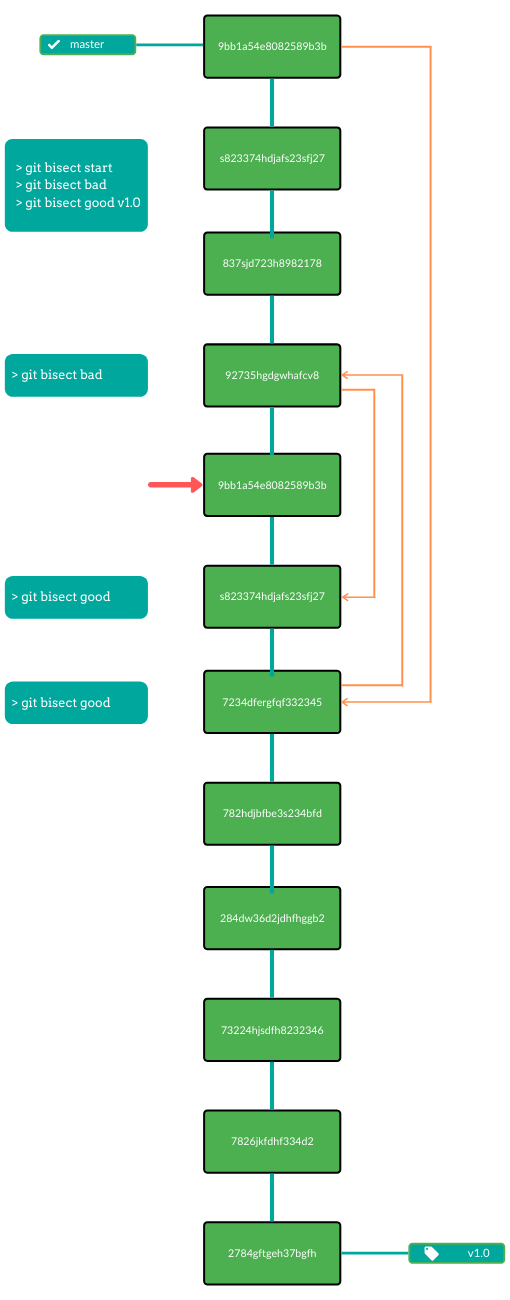 master
9bb1a54e8082589b3b
s823374hdjafs23sfj27
> git bisect start
> git bisect bad
> git bisect good v1.0
837sjd723h8982178
92735hgdgwhafcv8
> git bisect bad
9bb1a54e8082589b3b
s823374hdjafs23sfj27
> git bisect good
7234dfergfqf332345
> git bisect good
782hdjbfbe3s234bfd
284dw36d2jdhfhggb2
73224hjsdfh8232346
7826jkfdhf334d2
2784gftgeh37bgfh
v1.0